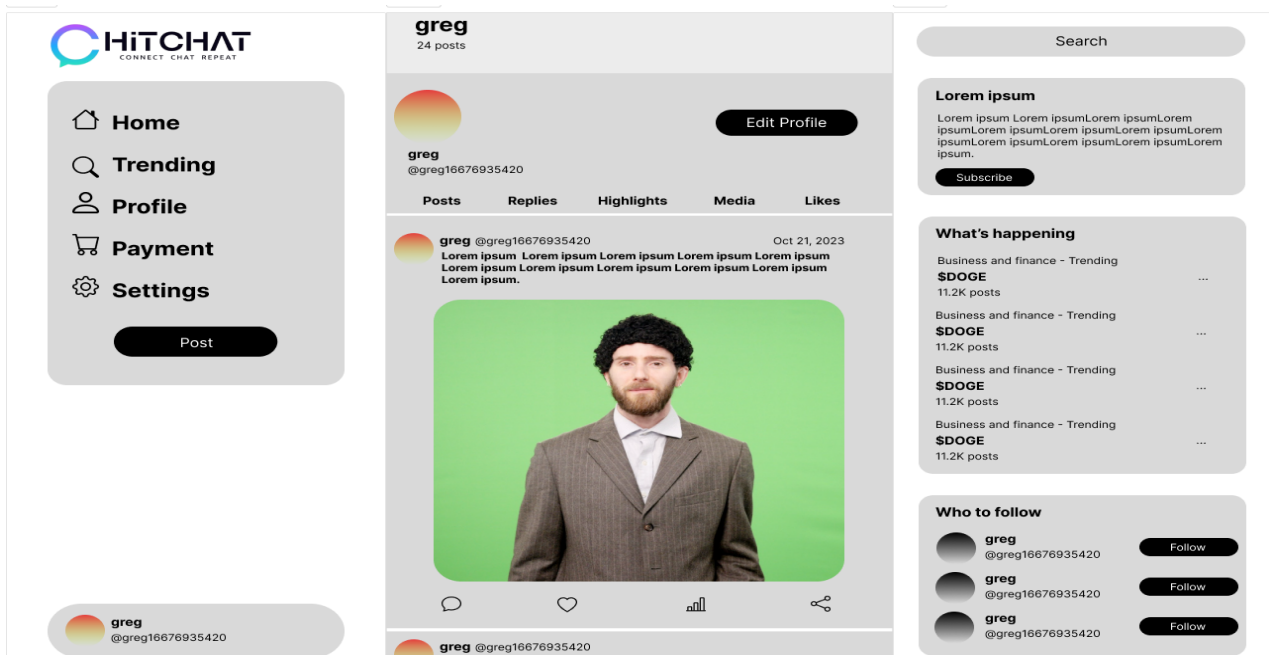 HiTCHAT
CONNECT CHAT REPEAT
Home
Trending
Profile
Payment
Settings
Post
greg
@greg16676935420
greg
24 posts
Edit Profile
greg
@greg16676935420
Posts Replies Highlights Media Likes
greg @greg16676935420 Oct 21, 2023
Lorem ipsum Lorem ipsum Lorem ipsum Lorem ipsum Lorem ipsum
Lorem ipsum Lorem ipsum Lorem ipsum Lorem ipsum Lorem ipsum
Lorem ipsum.
greg @greg16676935420
Search
Lorem ipsum
Lorem ipsum Lorem ipsumLorem ipsumLorem
ipsumLorem ipsumLorem ipsumLorem ipsumLorem
ipsumLorem ipsumLorem ipsumLorem ipsumLorem
ipsum.
Subscribe
What's happening
Business and finance - Trending
$DOGE ...
11.2K posts
Business and finance - Trending
$DOGE ...
11.2K posts
Business and finance - Trending
$DOGE ...
11.2K posts
Business and finance - Trending
$DOGE ...
11.2K posts
Who to follow
greg
@greg16676935420 Follow
greg
@greg16676935420 Follow
greg
@greg16676935420 Follow